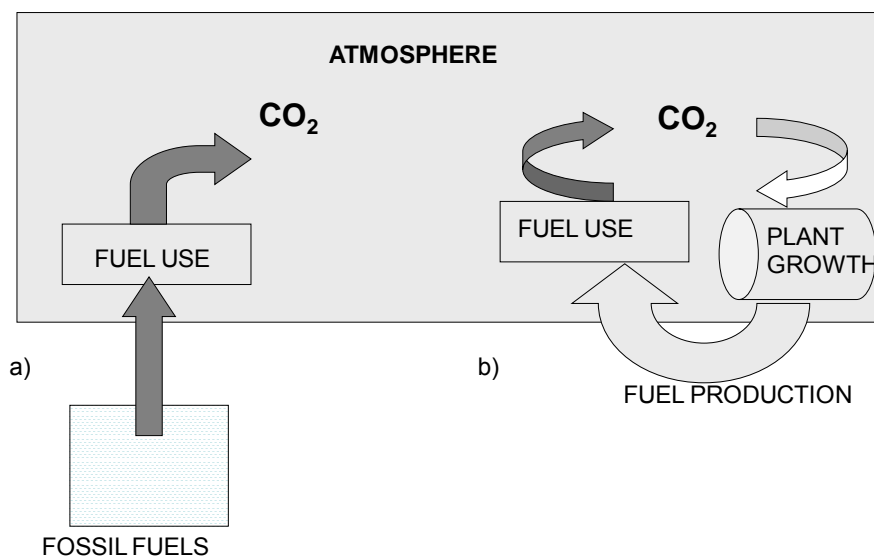 ATMOSPHERE
CO₂
FUEL USE
a)
FOSSIL FUELS
CO₂
FUEL USE
PLANT
GROWTH
b)
FUEL PRODUCTION